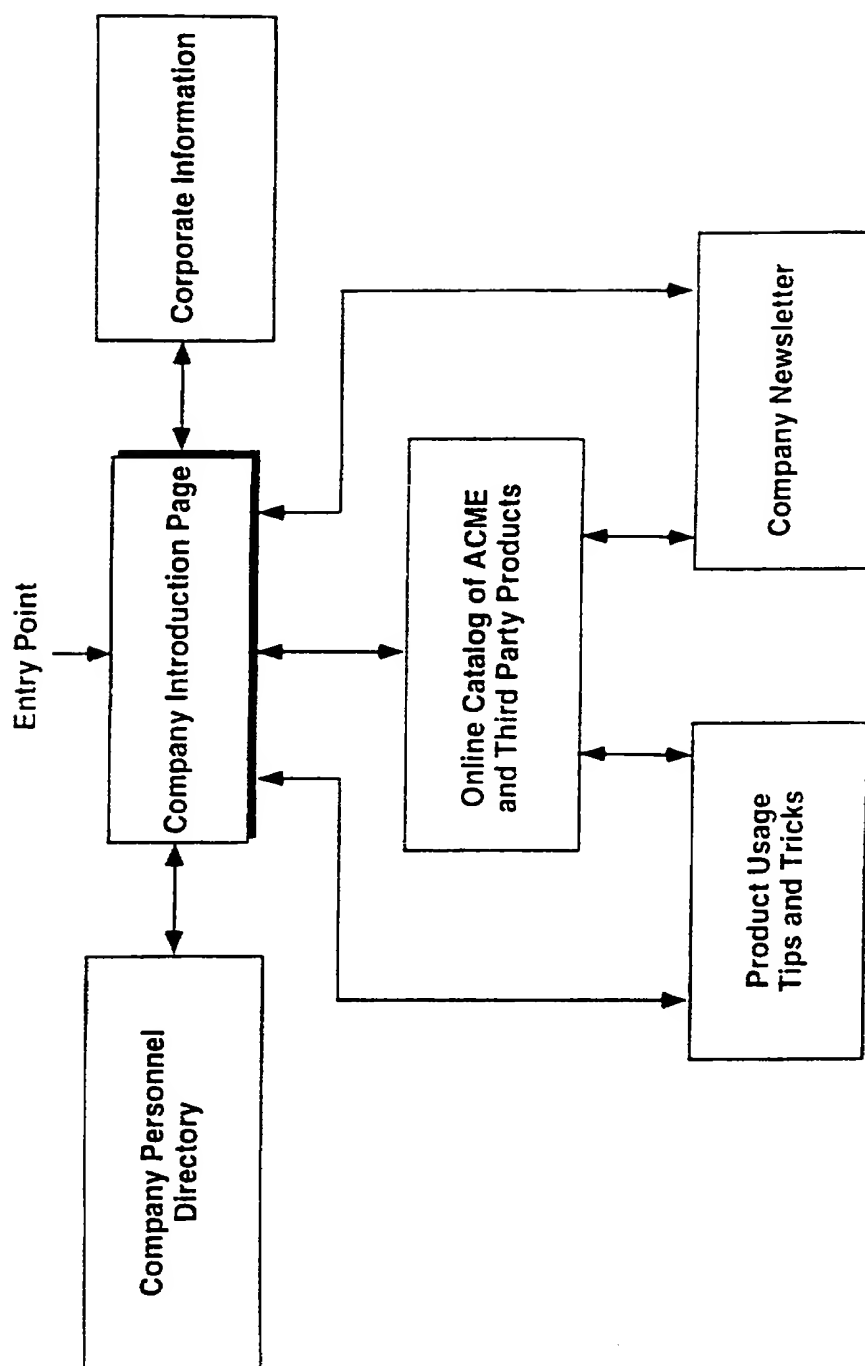 Entry Point
Company Personnel
Directory
Company Introduction Page
Corporate Information
Online Catalog of ACME
and Third Party Products
Product Usage
Tips and Tricks
Company Newsletter